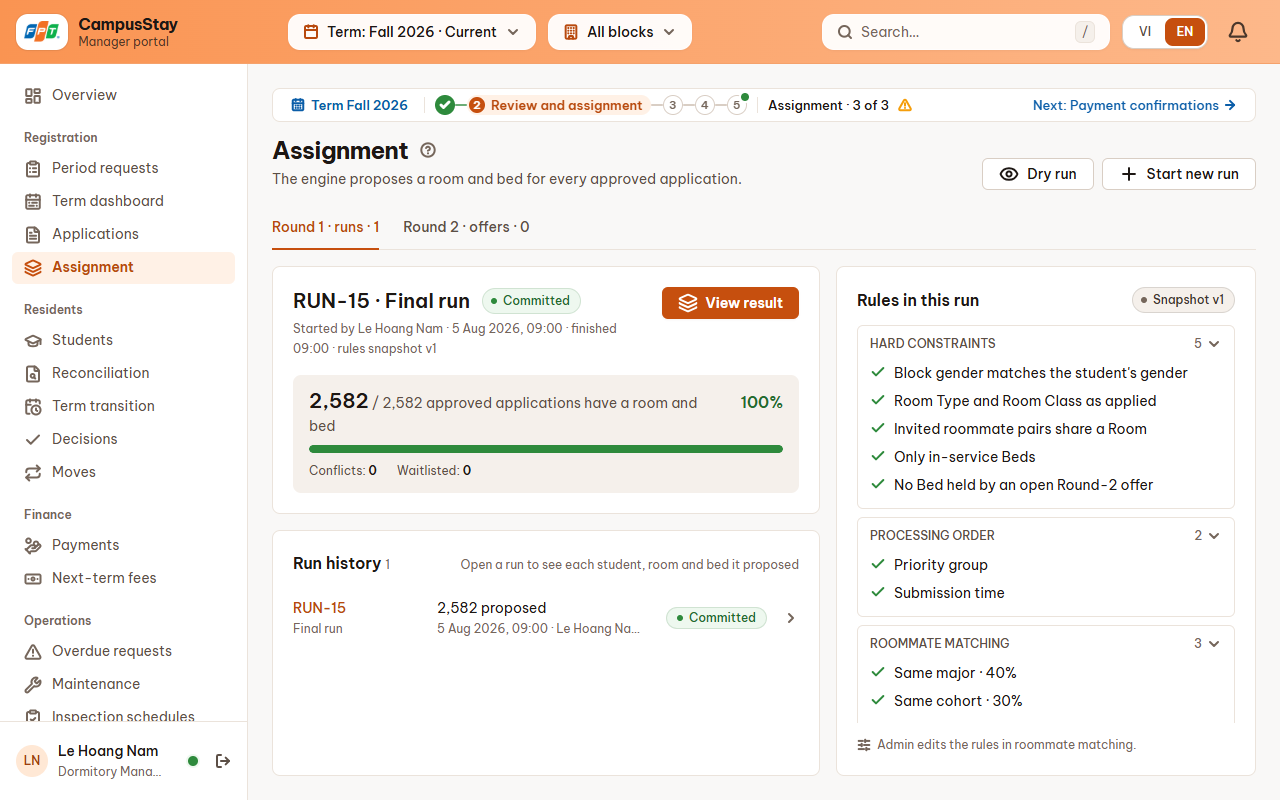 FPT
CampusStay
Manager portal
Term: Fall 2026 · Current
All blocks
Search...
/
VI
EN
Overview
Registration
Period requests
Term dashboard
Applications
Assignment
Residents
Students
Reconciliation
Term transition
Decisions
Moves
Finance
Payments
Next-term fees
Operations
Overdue requests
Maintenance
Inspection schedules
LN
Le Hoang Nam
Dormitory Mana...
Term Fall 2026
2 Review and assignment
3
4
5
Assignment · 3 of 3
Next: Payment confirmations
Assignment
The engine proposes a room and bed for every approved application.
Dry run
Start new run
Round 1 · runs · 1
Round 2 · offers · 0
RUN-15 · Final run
Committed
View result
Started by Le Hoang Nam · 5 Aug 2026, 09:00 · finished
09:00 · rules snapshot v1
2,582 / 2,582 approved applications have a room and
bed
100%
Conflicts: 0
Waitlisted: 0
Run history 1
Open a run to see each student, room and bed it proposed
RUN-15
Final run
2,582 proposed
5 Aug 2026, 09:00 · Le Hoang Na...
Committed
Rules in this run
Snapshot v1
HARD CONSTRAINTS
5
Block gender matches the student's gender
Room Type and Room Class as applied
Invited roommate pairs share a Room
Only in-service Beds
No Bed held by an open Round-2 offer
PROCESSING ORDER
2
Priority group
Submission time
ROOMMATE MATCHING
3
Same major · 40%
Same cohort · 30%
Admin edits the rules in roommate matching.